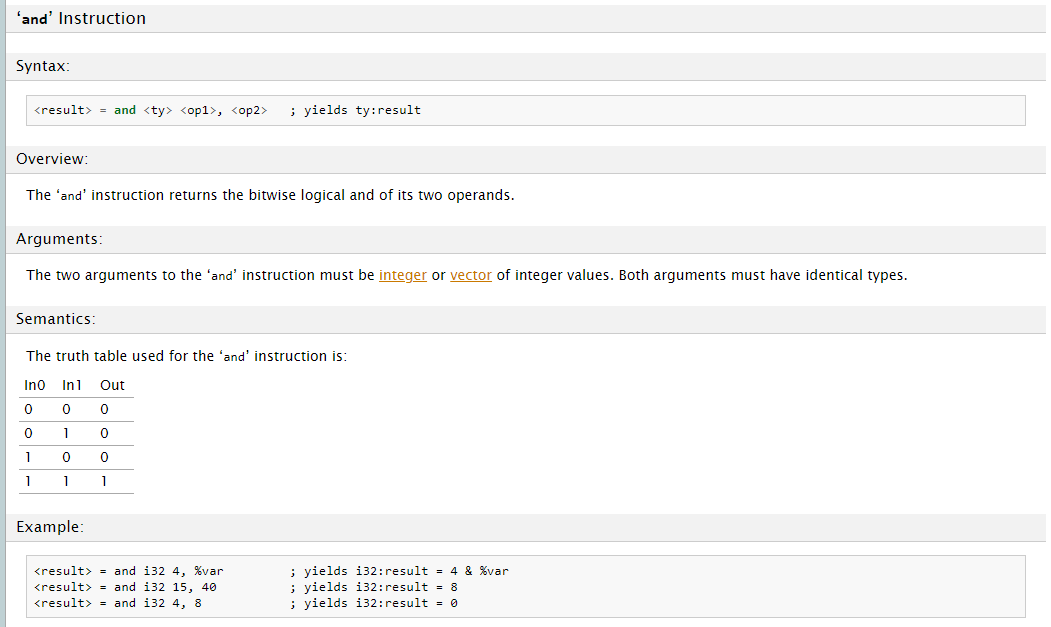 ‘and’ Instruction
Syntax:
<result> = and <ty> <op1>, <op2>   ; yields ty:result
Overview:
The ‘and’ instruction returns the bitwise logical and of its two operands.
Arguments:
The two arguments to the ‘and’ instruction must be integer or vector of integer values. Both arguments must have identical types.
Semantics:
The truth table used for the ‘and’ instruction is:
In0 In1 Out
0 0 0
0 1 0
1 0 0
1 1 1
Example:
<result> = and i32 4, %var         ; yields i32:result = 4 & %var
<result> = and i32 15, 40          ; yields i32:result = 8
<result> = and i32 4, 8            ; yields i32:result = 0